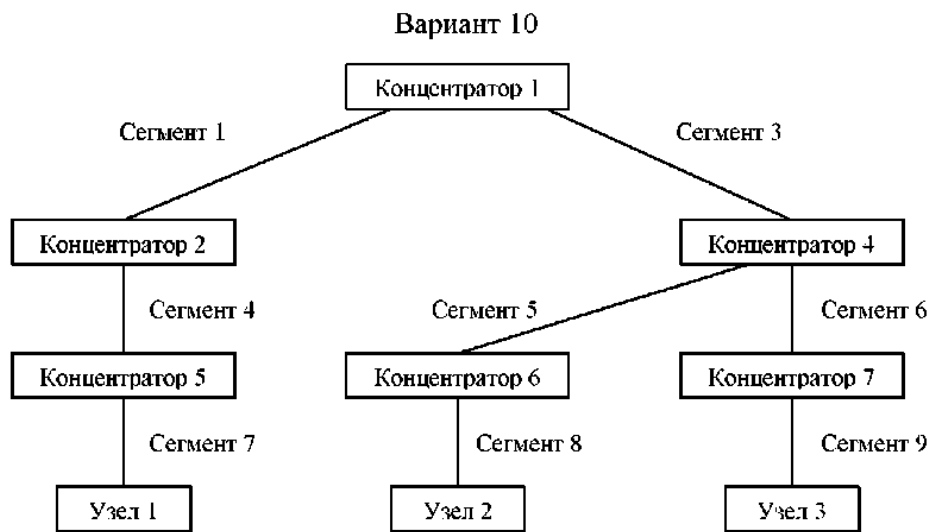 Вариант 10
Концентратор 1
Сегмент 1
Сегмент 3
Концентратор 2
Концентратор 4
Сегмент 4
Сегмент 5
Сегмент 6
Концентратор 5
Концентратор 6
Концентратор 7
Сегмент 7
Сегмент 8
Сегмент 9
Узел 1
Узел 2
Узел 3